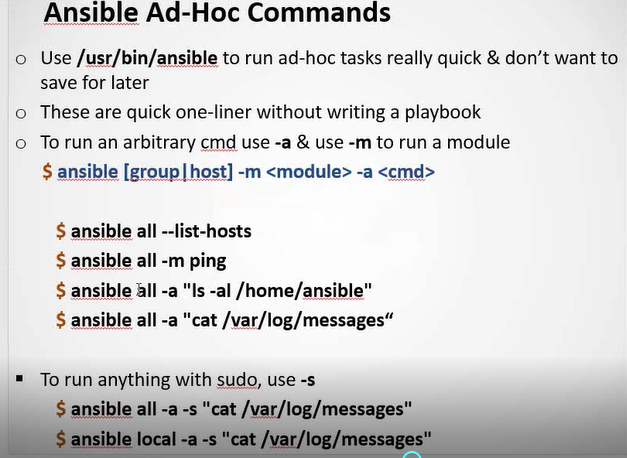 Ansible Ad-Hoc Commands
o Use /usr/bin/ansible to run ad-hoc tasks really quick & don't want to
save for later
o These are quick one-liner without writing a playbook
o To run an arbitrary cmd use -a & use -m to run a module
$ ansible [group|host] -m <module> -a <cmd>
$ ansible all --list-hosts
$ ansible all -m ping
$ ansible all -a "ls -al /home/ansible"
$ ansible all -a "cat /var/log/messages“
▪ To run anything with sudo, use -s
$ ansible all -a -s "cat /var/log/messages"
$ ansible local -a -s "cat /var/log/messages"